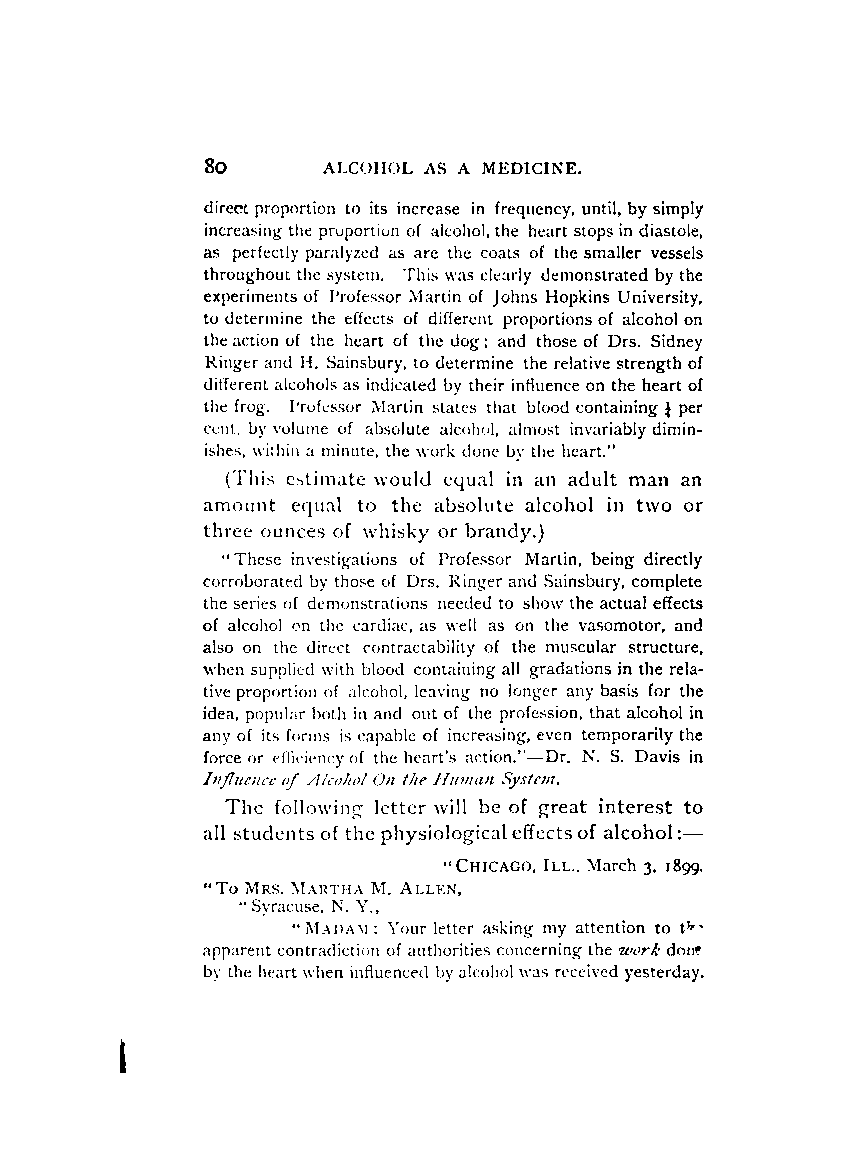 80 ALCOHOL AS A MEDICINE.
direct proportion to its increase in frequency, until, by simply
increasing the proportion of alcohol, the heart stops in diastole,
as perfectly paralyzed as are the coats of the smaller vessels
throughout the system. This was clearly demonstrated by the
experiments of Professor Martin of Johns Hopkins University,
to determine the effects of different proportions of alcohol on
the action of the heart of the dog; and those of Drs. Sidney
Ringer and H. Sainsbury, to determine the relative strength of
different alcohols as indicated by their influence on the heart of
the frog. Professor Martin states that blood containing ¼ per
cent. by volume of absolute alcohol, almost invariably dimin-
ishes, within a minute, the work done by the heart."
(This estimate would equal in an adult man an
amount equal to the absolute alcohol in two or
three ounces of whisky or brandy.)
"These investigations of Professor Martin, being directly
corroborated by those of Drs. Ringer and Sainsbury, complete
the series of demonstrations needed to show the actual effects
of alcohol on the cardiac, as well as on the vasomotor, and
also on the direct contractability of the muscular structure,
when supplied with blood containing all gradations in the rela-
tive proportion of alcohol, leaving no longer any basis for the
idea, popular both in and out of the profession, that alcohol in
any of its forms is capable of increasing, even temporarily the
force or efficiency of the heart's action."—Dr. N. S. Davis in
Influence of Alcohol On the Human System.
The following letter will be of great interest to
all students of the physiological effects of alcohol:—
"CHICAGO, ILL., March 3, 1899.
"TO MRS. MARTHA M. ALLEN,
"Syracuse, N. Y.,
"MADAM: Your letter asking my attention to the
apparent contradiction of authorities concerning the work done
by the heart when influenced by alcohol was received yesterday.